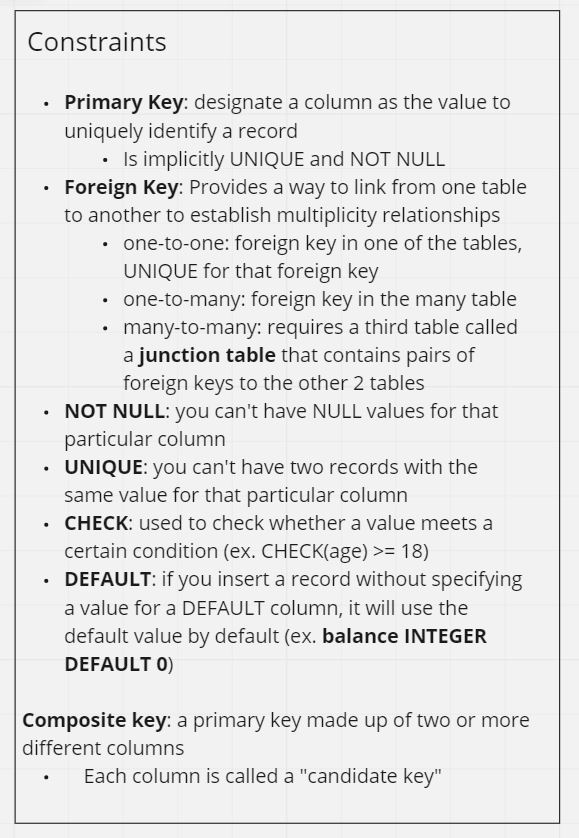 Constraints
• Primary Key: designate a column as the value to
uniquely identify a record
• Is implicitly UNIQUE and NOT NULL
• Foreign Key: Provides a way to link from one table
to another to establish multiplicity relationships
• one-to-one: foreign key in one of the tables,
UNIQUE for that foreign key
• one-to-many: foreign key in the many table
• many-to-many: requires a third table called
a junction table that contains pairs of
foreign keys to the other 2 tables
• NOT NULL: you can't have NULL values for that
particular column
• UNIQUE: you can't have two records with the
same value for that particular column
• CHECK: used to check whether a value meets a
certain condition (ex. CHECK(age) >= 18)
• DEFAULT: if you insert a record without specifying
a value for a DEFAULT column, it will use the
default value by default (ex. balance INTEGER
DEFAULT 0)
Composite key: a primary key made up of two or more
different columns
• Each column is called a "candidate key"